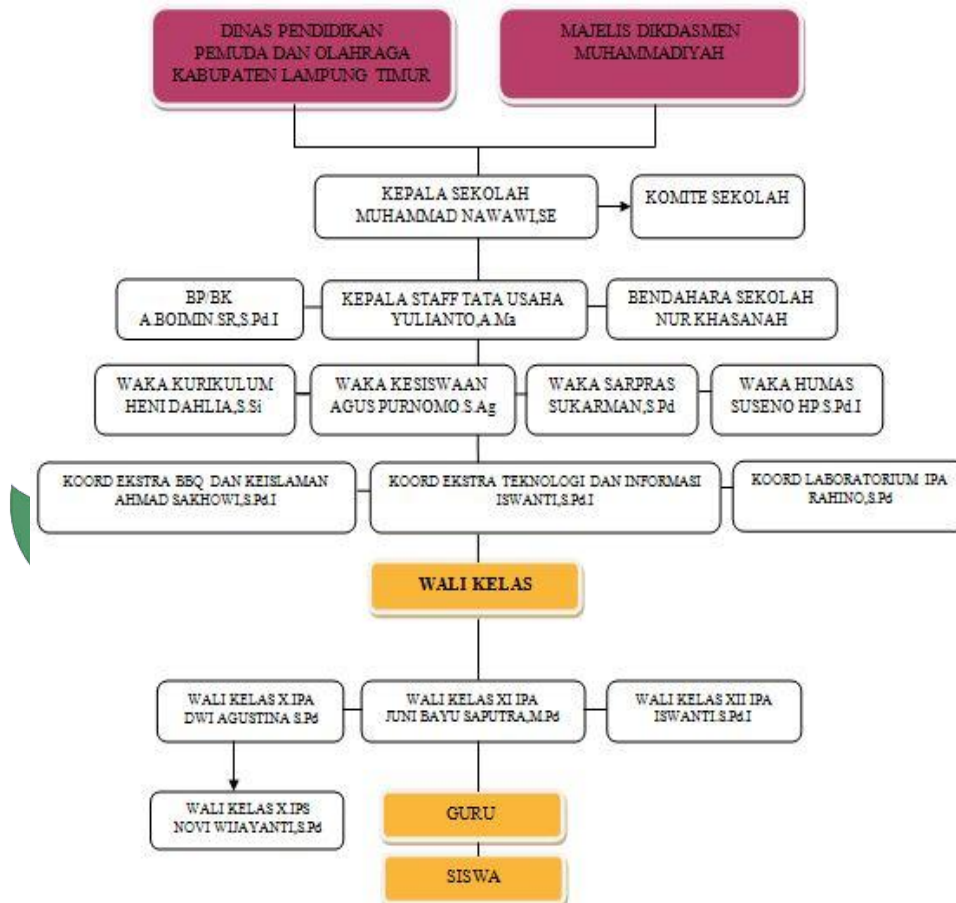 DINAS PENDIDIKAN
PEMUDA DAN OLAHRAGA
KABUPATEN LAMPUNG TIMUR
MAJELIS DIKDASMEN
MUHAMMADIYAH
KEPALA SEKOLAH
MUHAMMAD NAWAWI,SE
KOMITE SEKOLAH
BP/BK
A.BOIMIN.SR,S.Pd.I
KEPALA STAFF TATA USAHA
YULIANTO,A.Ma
BENDAHARA SEKOLAH
NUR KHASANAH
WAKA KURIKULUM
HENI DAHLIA,S.Si
WAKA KESISWAAN
AGUS PURNOMO.S.Ag
WAKA SARPRAS
SUKARMAN,S.Pd
WAKA HUMAS
SUSENO HP.S.Pd.I
KOORD EKSTRA BBQ DAN KEISLAMAN
AHMAD SAKHOWI,S.Pd.I
KOORD EKSTRA TEKNOLOGI DAN INFORMASI
ISWANTI,S.Pd.I
KOORD LABORATORIUM IPA
RAHINO,S.Pd
WALI KELAS
WALI KELAS X.IPA
DWI AGUSTINA S.Pd
WALI KELAS XI IPA
JUNI BAYU SAPUTRA,M.Pd
WALI KELAS XII IPA
ISWANTI.S.Pd.I
WALI KELAS X.IPS
NOVI WIJAYANTI,S.Pd
GURU
SISWA